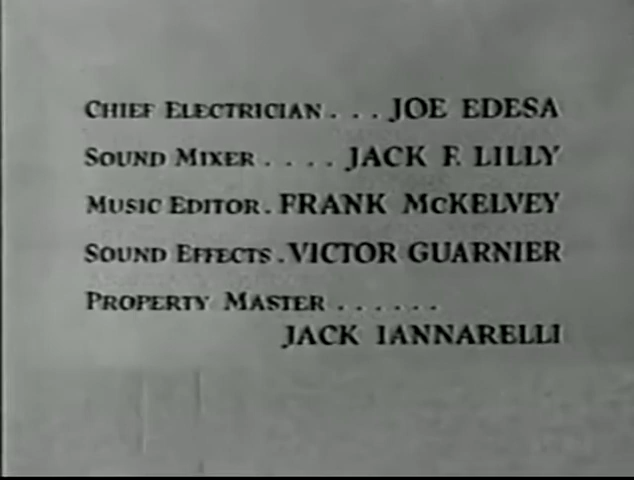 CHIEF ELECTRICIAN . . . JOE EDESA
SOUND MIXER . . . . JACK F. LILLY
MUSIC EDITOR . FRANK McKELVEY
SOUND EFFECTS . VICTOR GUARNIER
PROPERTY MASTER . . . . . .
JACK IANNARELLI